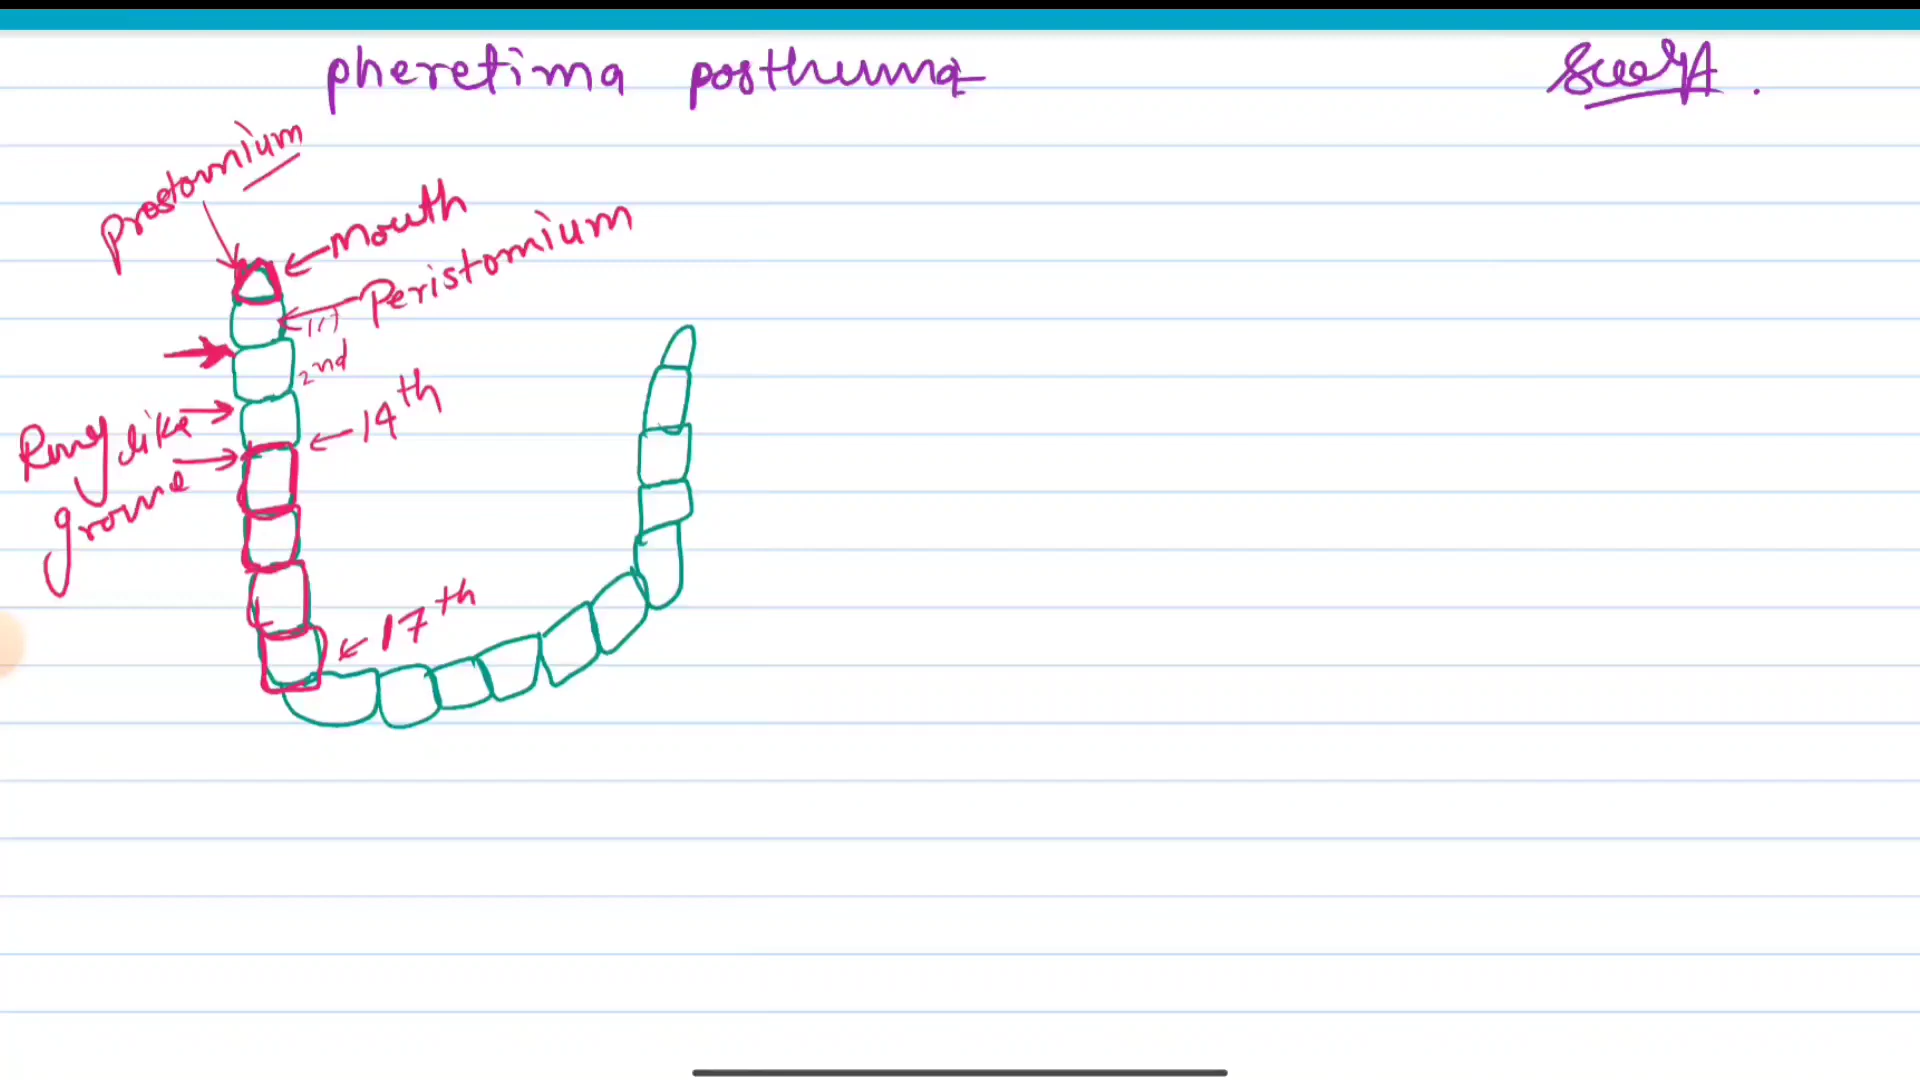 pheretima posthuma
prostomium
mouth
Peristomium
1st
2nd
14th
Ring like
groove
17th